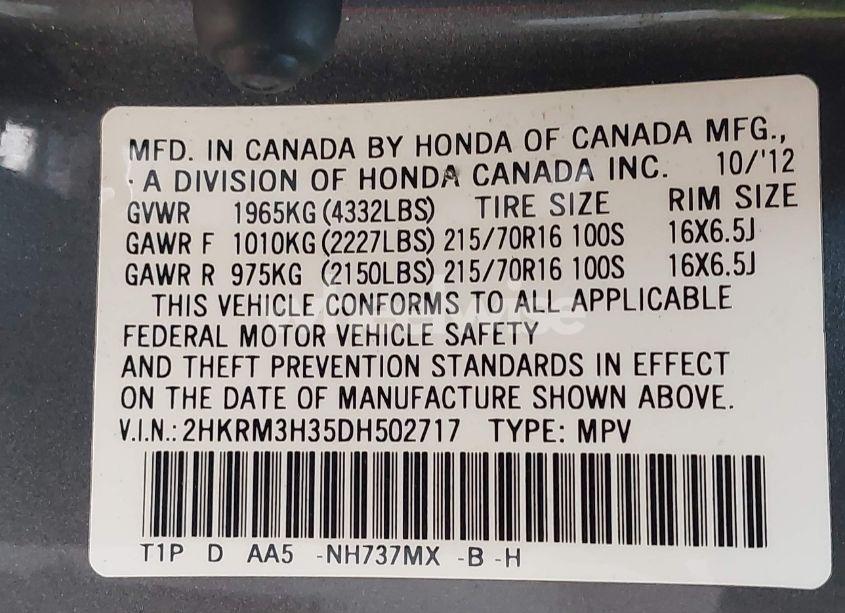 MFD. IN CANADA BY HONDA OF CANADA MFG.,
A DIVISION OF HONDA CANADA INC. 10/'12
GVWR 1965KG (4332LBS) TIRE SIZE RIM SIZE
GAWR F 1010KG (2227LBS) 215/70R16 100S 16X6.5J
GAWR R 975KG (2150LBS) 215/70R16 100S 16X6.5J
THIS VEHICLE CONFORMS TO ALL APPLICABLE
FEDERAL MOTOR VEHICLE SAFETY
AND THEFT PREVENTION STANDARDS IN EFFECT
ON THE DATE OF MANUFACTURE SHOWN ABOVE.
V.I.N.: 2HKRM3H35DH502717 TYPE: MPV
T1P D AA5 -NH737MX -B -H